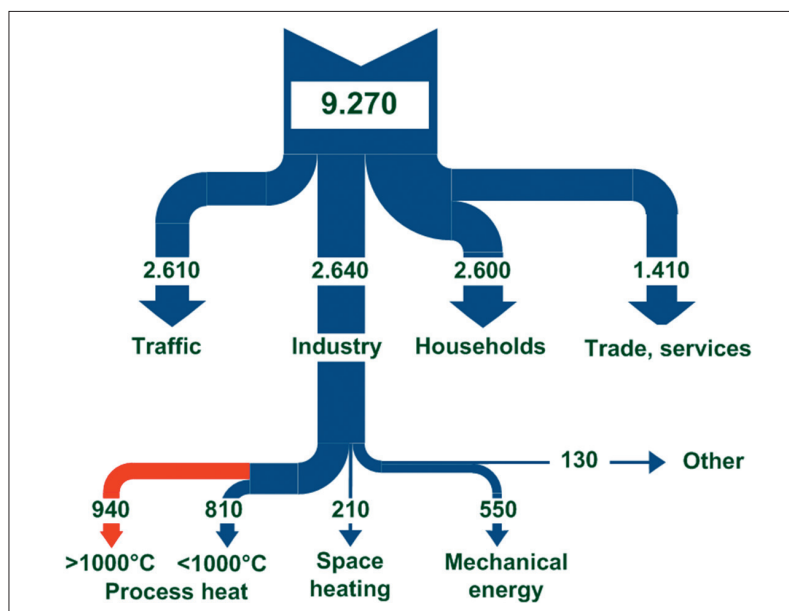 9.270
2.610 2.640 2.600 1.410
Traffic Industry Households Trade, services
130 Other
940 810 210 550
>1000°C <1000°C Space Mechanical
Process heat heating energy